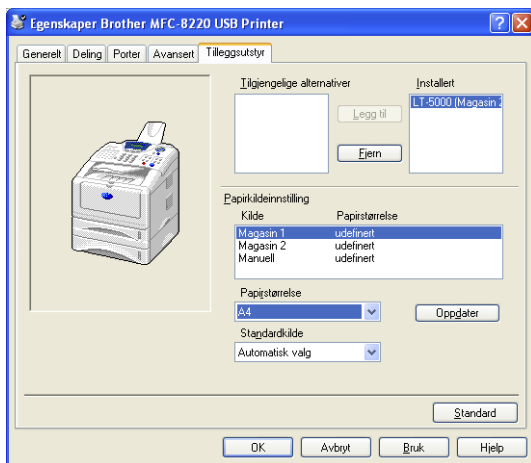 Egenskaper Brother MFC-8220 USB Printer
Generelt Deling Porter Avansert Tilleggsutstyr
Tilgjengelige alternativer Installert
LT-5000 (Magasin 2
Legg til
Fjern
Papirkildeinnstilling
Kilde Papirstørrelse
Magasin 1 udefinert
Magasin 2 udefinert
Manuell udefinert
Papirstørrelse
A4 Oppdater
Standardkilde
Automatisk valg
Standard
OK Avbryt Bruk Hjelp